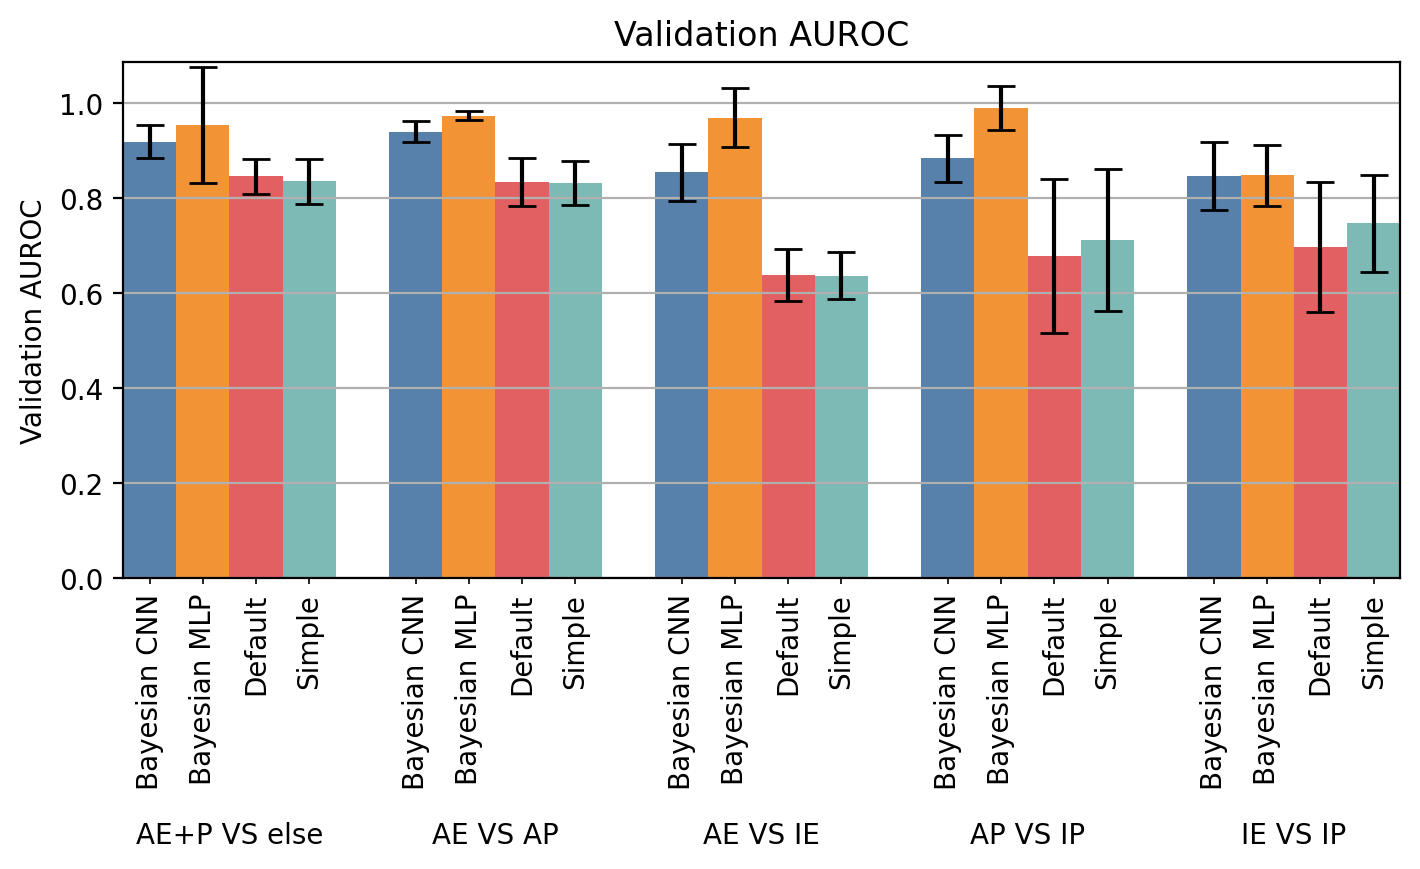 Validation AUROC
Validation AUROC
1.0
0.8
0.6
0.4
0.2
0.0
Bayesian CNN
Bayesian MLP
Default
Simple
Bayesian CNN
Bayesian MLP
Default
Simple
Bayesian CNN
Bayesian MLP
Default
Simple
Bayesian CNN
Bayesian MLP
Default
Simple
Bayesian CNN
Bayesian MLP
Default
Simple
AE+P VS else
AE VS AP
AE VS IE
AP VS IP
IE VS IP